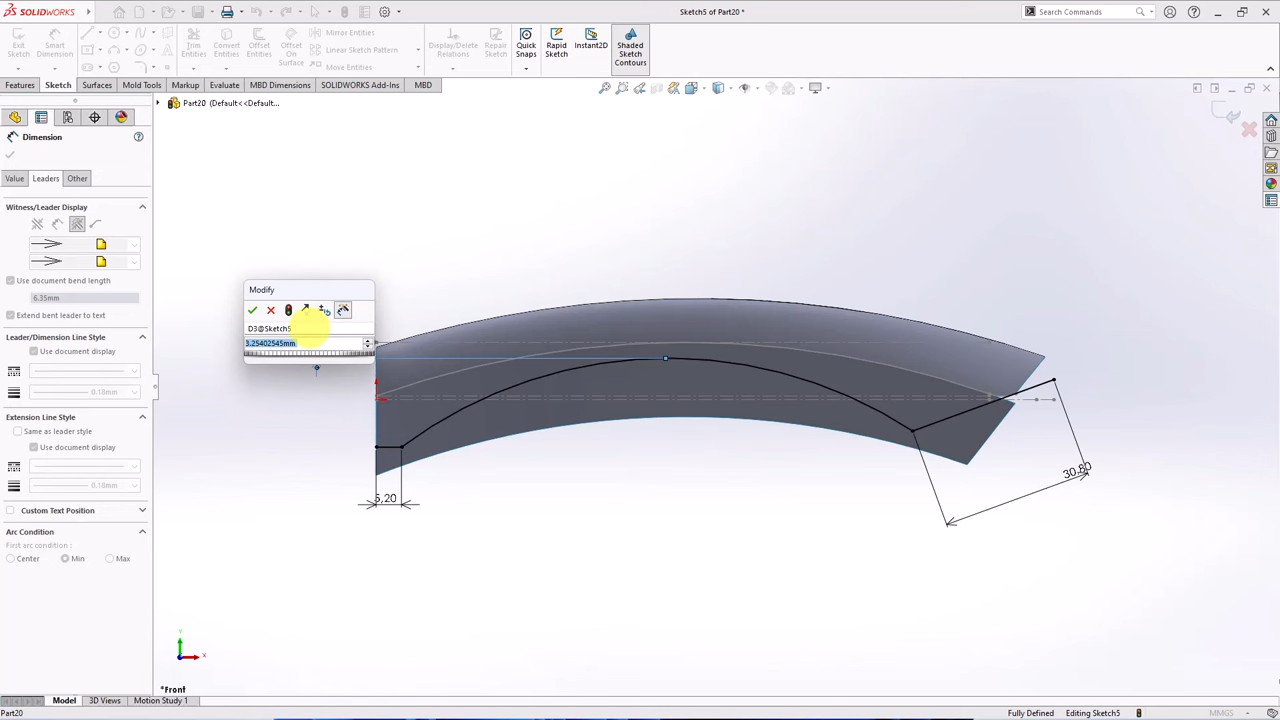 SOLIDWORKS
Sketch5 of Part20 *
Search Commands
Exit Sketch
Smart Dimension
Trim Entities
Convert Entities
Offset Entities
Offset On Surface
Mirror Entities
Linear Sketch Pattern
Move Entities
Display/Delete Relations
Repair Sketch
Quick Snaps
Rapid Sketch
Instant2D
Shaded Sketch Contours
Features
Sketch
Surfaces
Mold Tools
Markup
Evaluate
MBD Dimensions
SOLIDWORKS Add-Ins
MBD
Part20 (Default<<Default...
Dimension
Value
Leaders
Other
Witness/Leader Display
Use document bend length
6.35mm
Extend bent leader to text
Leader/Dimension Line Style
Use document display
0.18mm
Extension Line Style
Same as leader style
Use document display
0.18mm
Custom Text Position
Arc Condition
First arc condition :
Center
Min
Max
Modify
D3@Sketch5
3.25402545mm
5,20
30,80
Y
X
*Front
Model
3D Views
Motion Study 1
Part20
Fully Defined
Editing Sketch5
MMGS